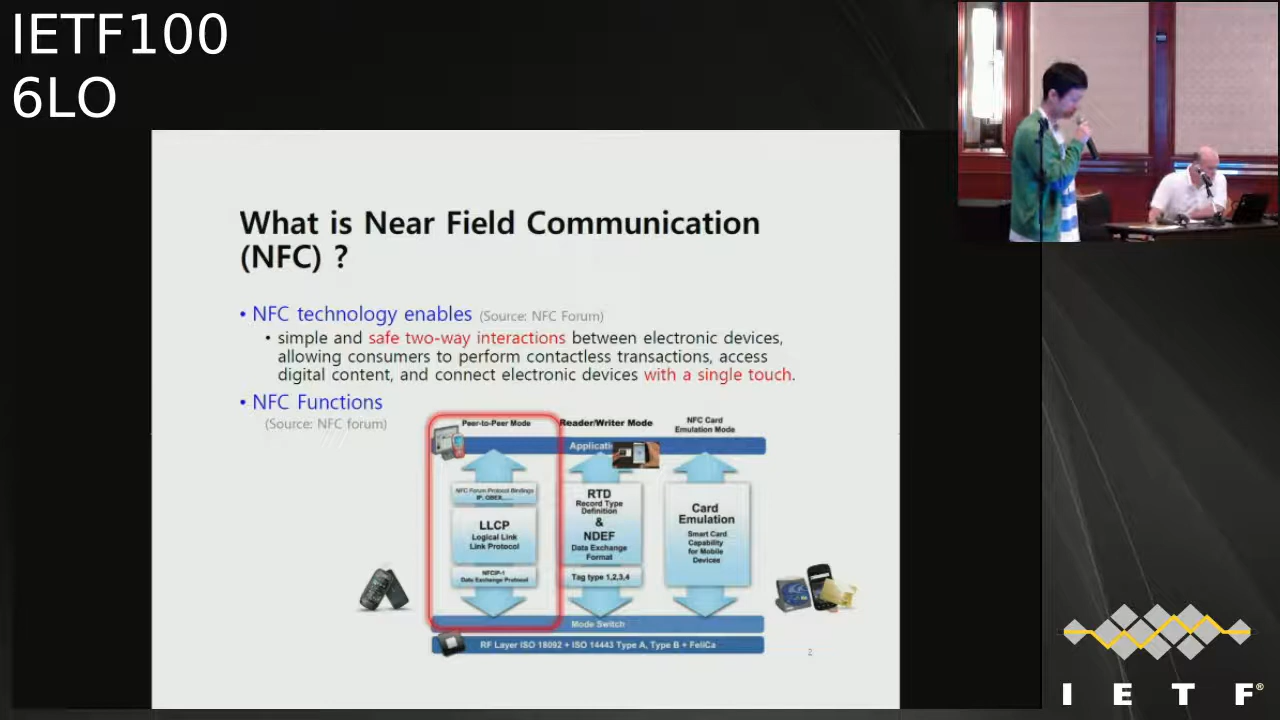 IETF100
6LO
What is Near Field Communication
(NFC) ?
• NFC technology enables (Source: NFC Forum)
• simple and safe two-way interactions between electronic devices,
allowing consumers to perform contactless transactions, access
digital content, and connect electronic devices with a single touch.
• NFC Functions
(Source: NFC forum)
Peer-to-Peer Mode
Reader/Writer Mode
NFC Card
Emulation Mode
Applicati
NFC Forum Protocol Bindings
IP, OBEX,....
LLCP
Logical Link
Link Protocol
NFCIP-1
Data Exchange Protocol
RTD
Record Type
Definition
&
NDEF
Data Exchange
Format
Tag type 1,2,3,4
Card
Emulation
Smart Card
Capability
for Mobile
Devices
Mode Switch
RF Layer ISO 18092 + ISO 14443 Type A, Type B + FeliCa
2
I E T F®